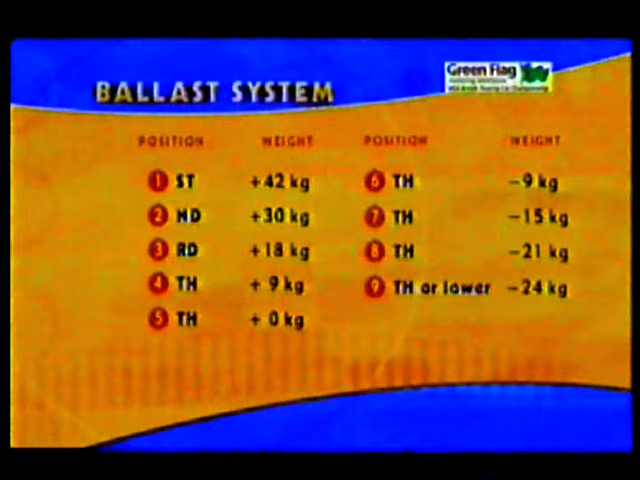 BALLAST SYSTEM
Green Flag
POSITION WEIGHT
1 ST +42 kg
2 ND +30 kg
3 RD +18 kg
4 TH + 9 kg
5 TH + 0 kg
POSITION WEIGHT
6 TH -9 kg
7 TH -15 kg
8 TH -21 kg
9 TH or lower -24 kg